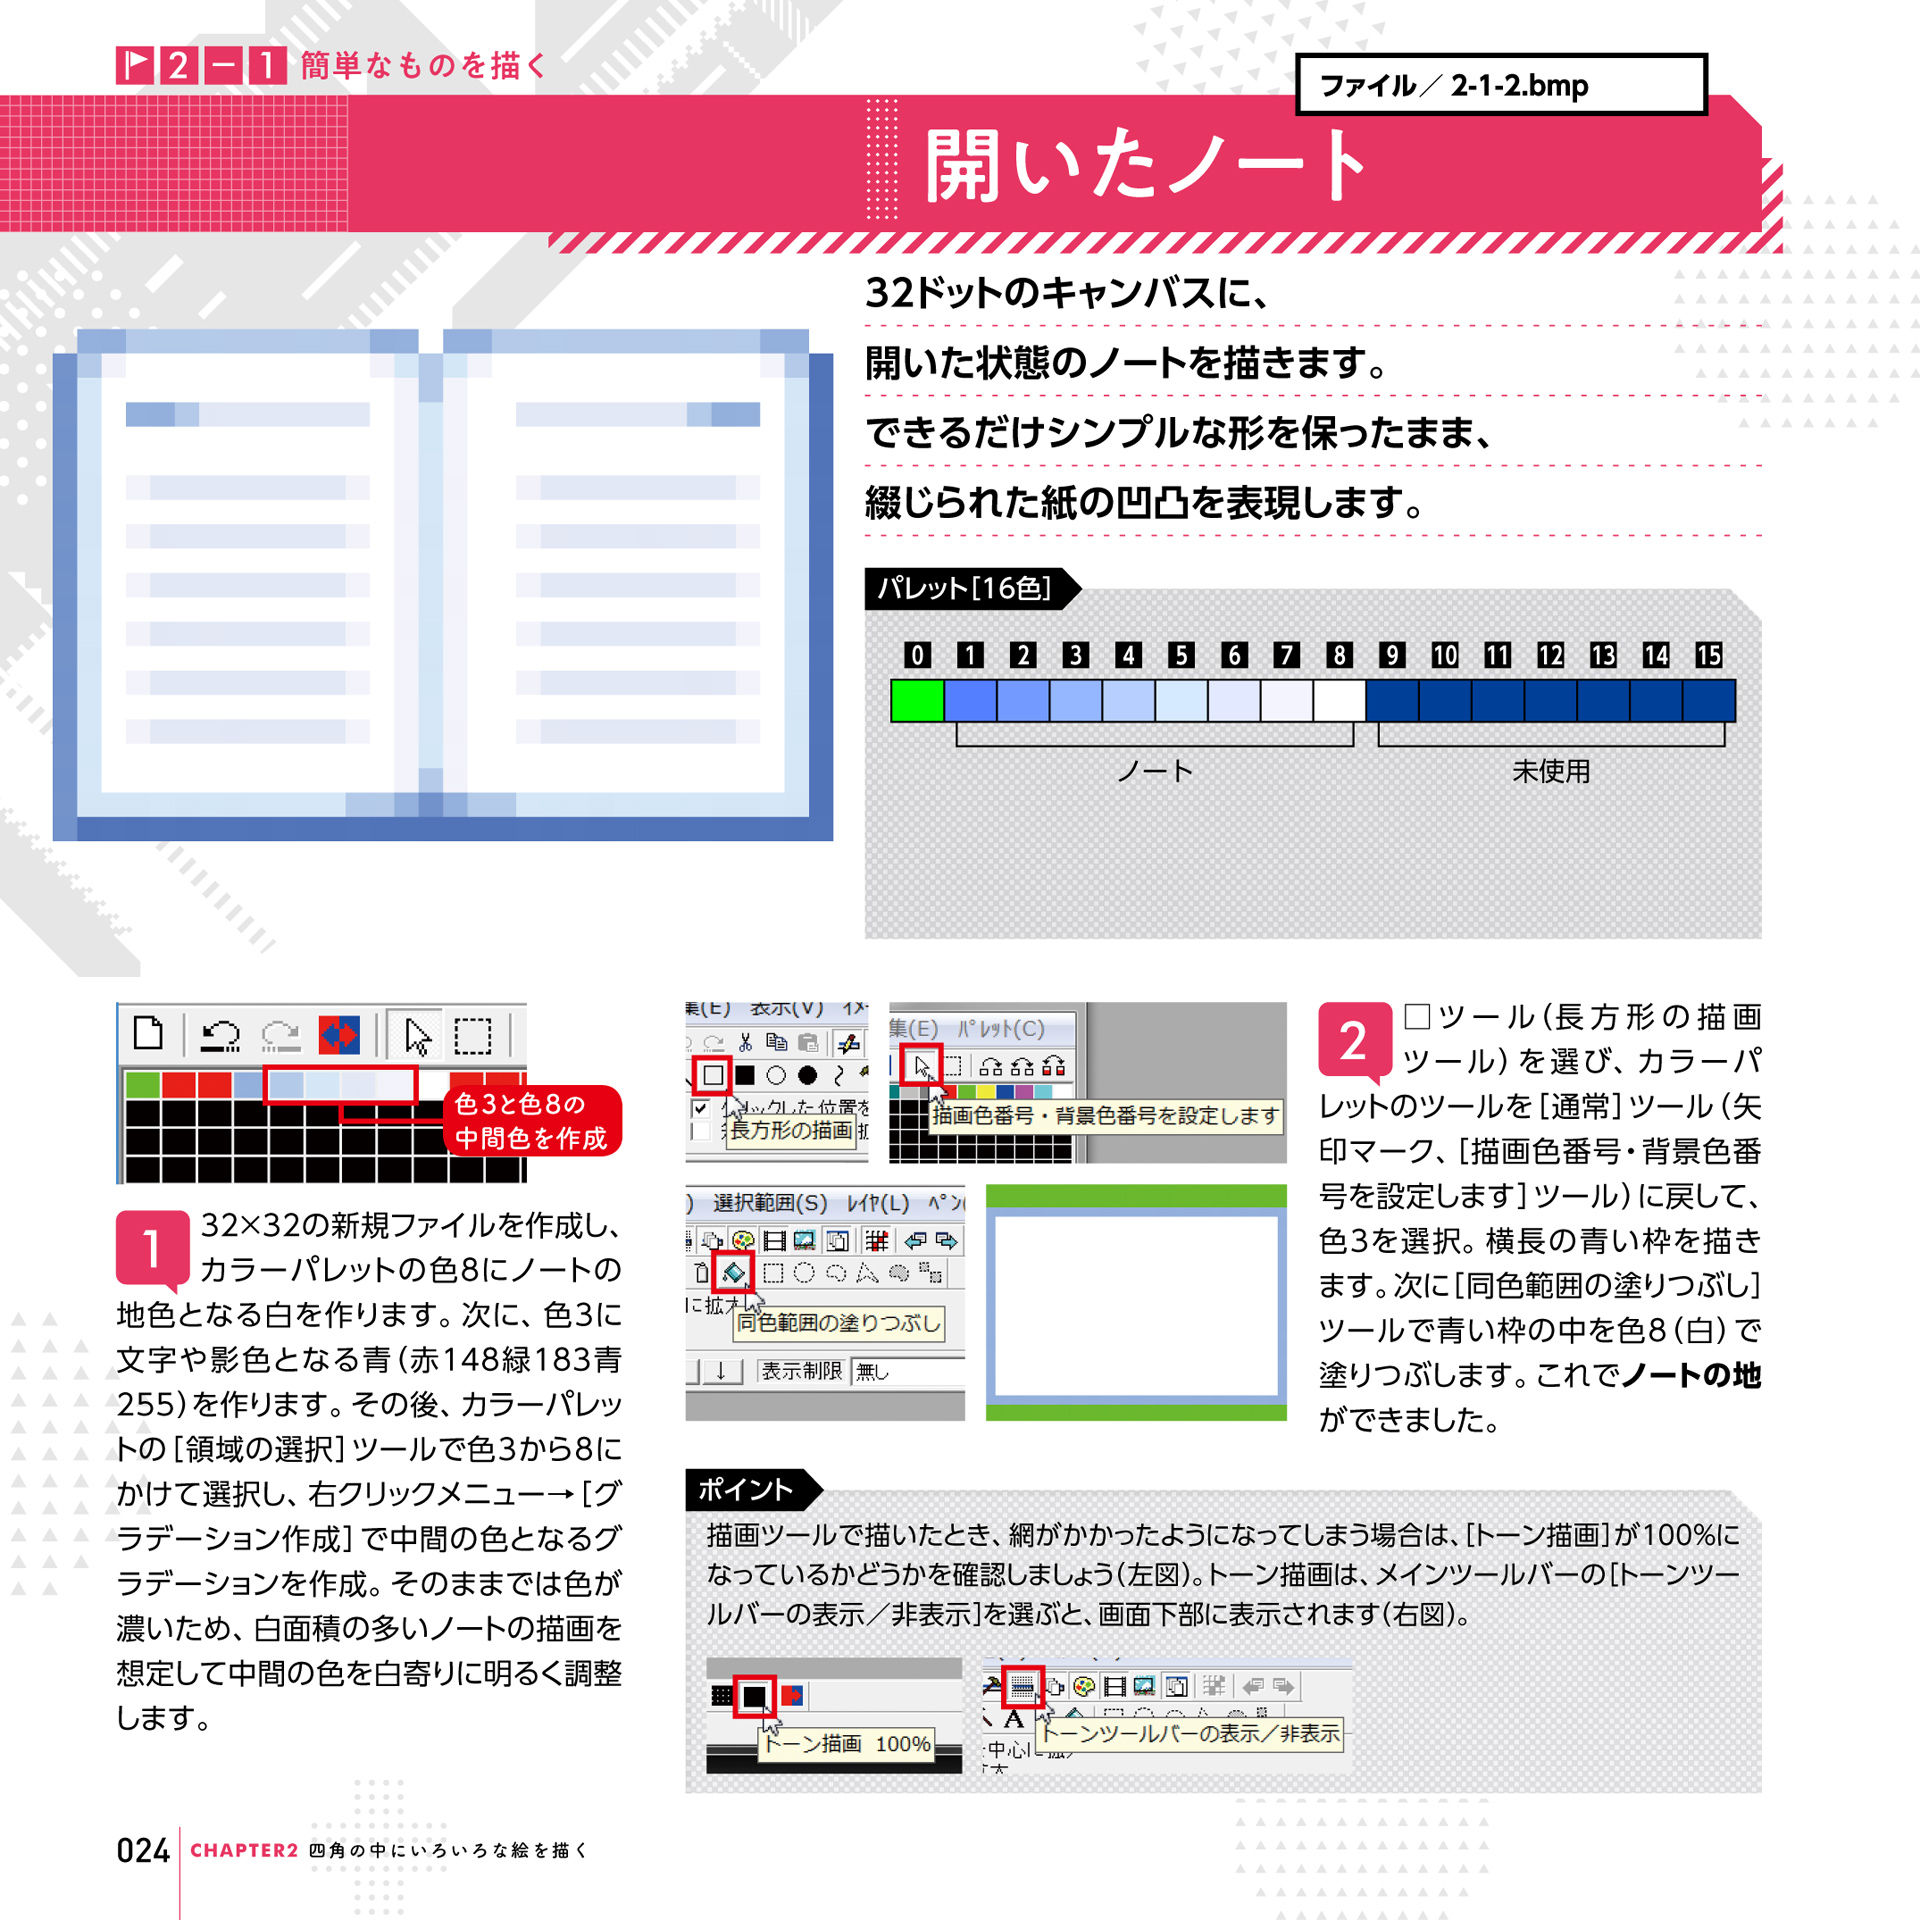 2-1 簡単なものを描く
ファイル／2-1-2.bmp
開いたノート
32ドットのキャンバスに、
開いた状態のノートを描きます。
できるだけシンプルな形を保ったまま、
綴じられた紙の凹凸を表現します。
パレット[16色]
0 1 2 3 4 5 6 7 8 9 10 11 12 13 14 15
ノート 未使用
色3と色8の
中間色を作成
1 32×32の新規ファイルを作成し、
カラーパレットの色8にノートの
地色となる白を作ります。次に、色3に
文字や影色となる青（赤148緑183青
255）を作ります。その後、カラーパレッ
トの［領域の選択］ツールで色3から8に
かけて選択し、右クリックメニュー→［グ
ラデーション作成］で中間の色となるグ
ラデーションを作成。そのままでは色が
濃いため、白面積の多いノートの描画を
想定して中間の色を白寄りに明るく調整
します。
集(E) 表示(V) ｲﾒｰ
クリックした位置を
長方形の描画
集(E) ﾊﾟﾚｯﾄ(C)
描画色番号・背景色番号を設定します
) 選択範囲(S) ﾚｲﾔ(L) ﾍﾟﾝ(
に拡大
同色範囲の塗りつぶし
↓ 表示制限 無し
2 □ツール（長方形の描画
ツール）を選び、カラーパ
レットのツールを［通常］ツール（矢
印マーク、［描画色番号・背景色番
号を設定します］ツール）に戻して、
色3を選択。横長の青い枠を描き
ます。次に［同色範囲の塗りつぶし］
ツールで青い枠の中を色8（白）で
塗りつぶします。これでノートの地
ができました。
ポイント
描画ツールで描いたとき、網がかかったようになってしまう場合は、［トーン描画］が100%に
なっているかどうかを確認しましょう（左図）。トーン描画は、メインツールバーの［トーンツー
ルバーの表示／非表示］を選ぶと、画面下部に表示されます（右図）。
トーン描画 100%
A
トーンツールバーの表示／非表示
024 CHAPTER2 四角の中にいろいろな絵を描く